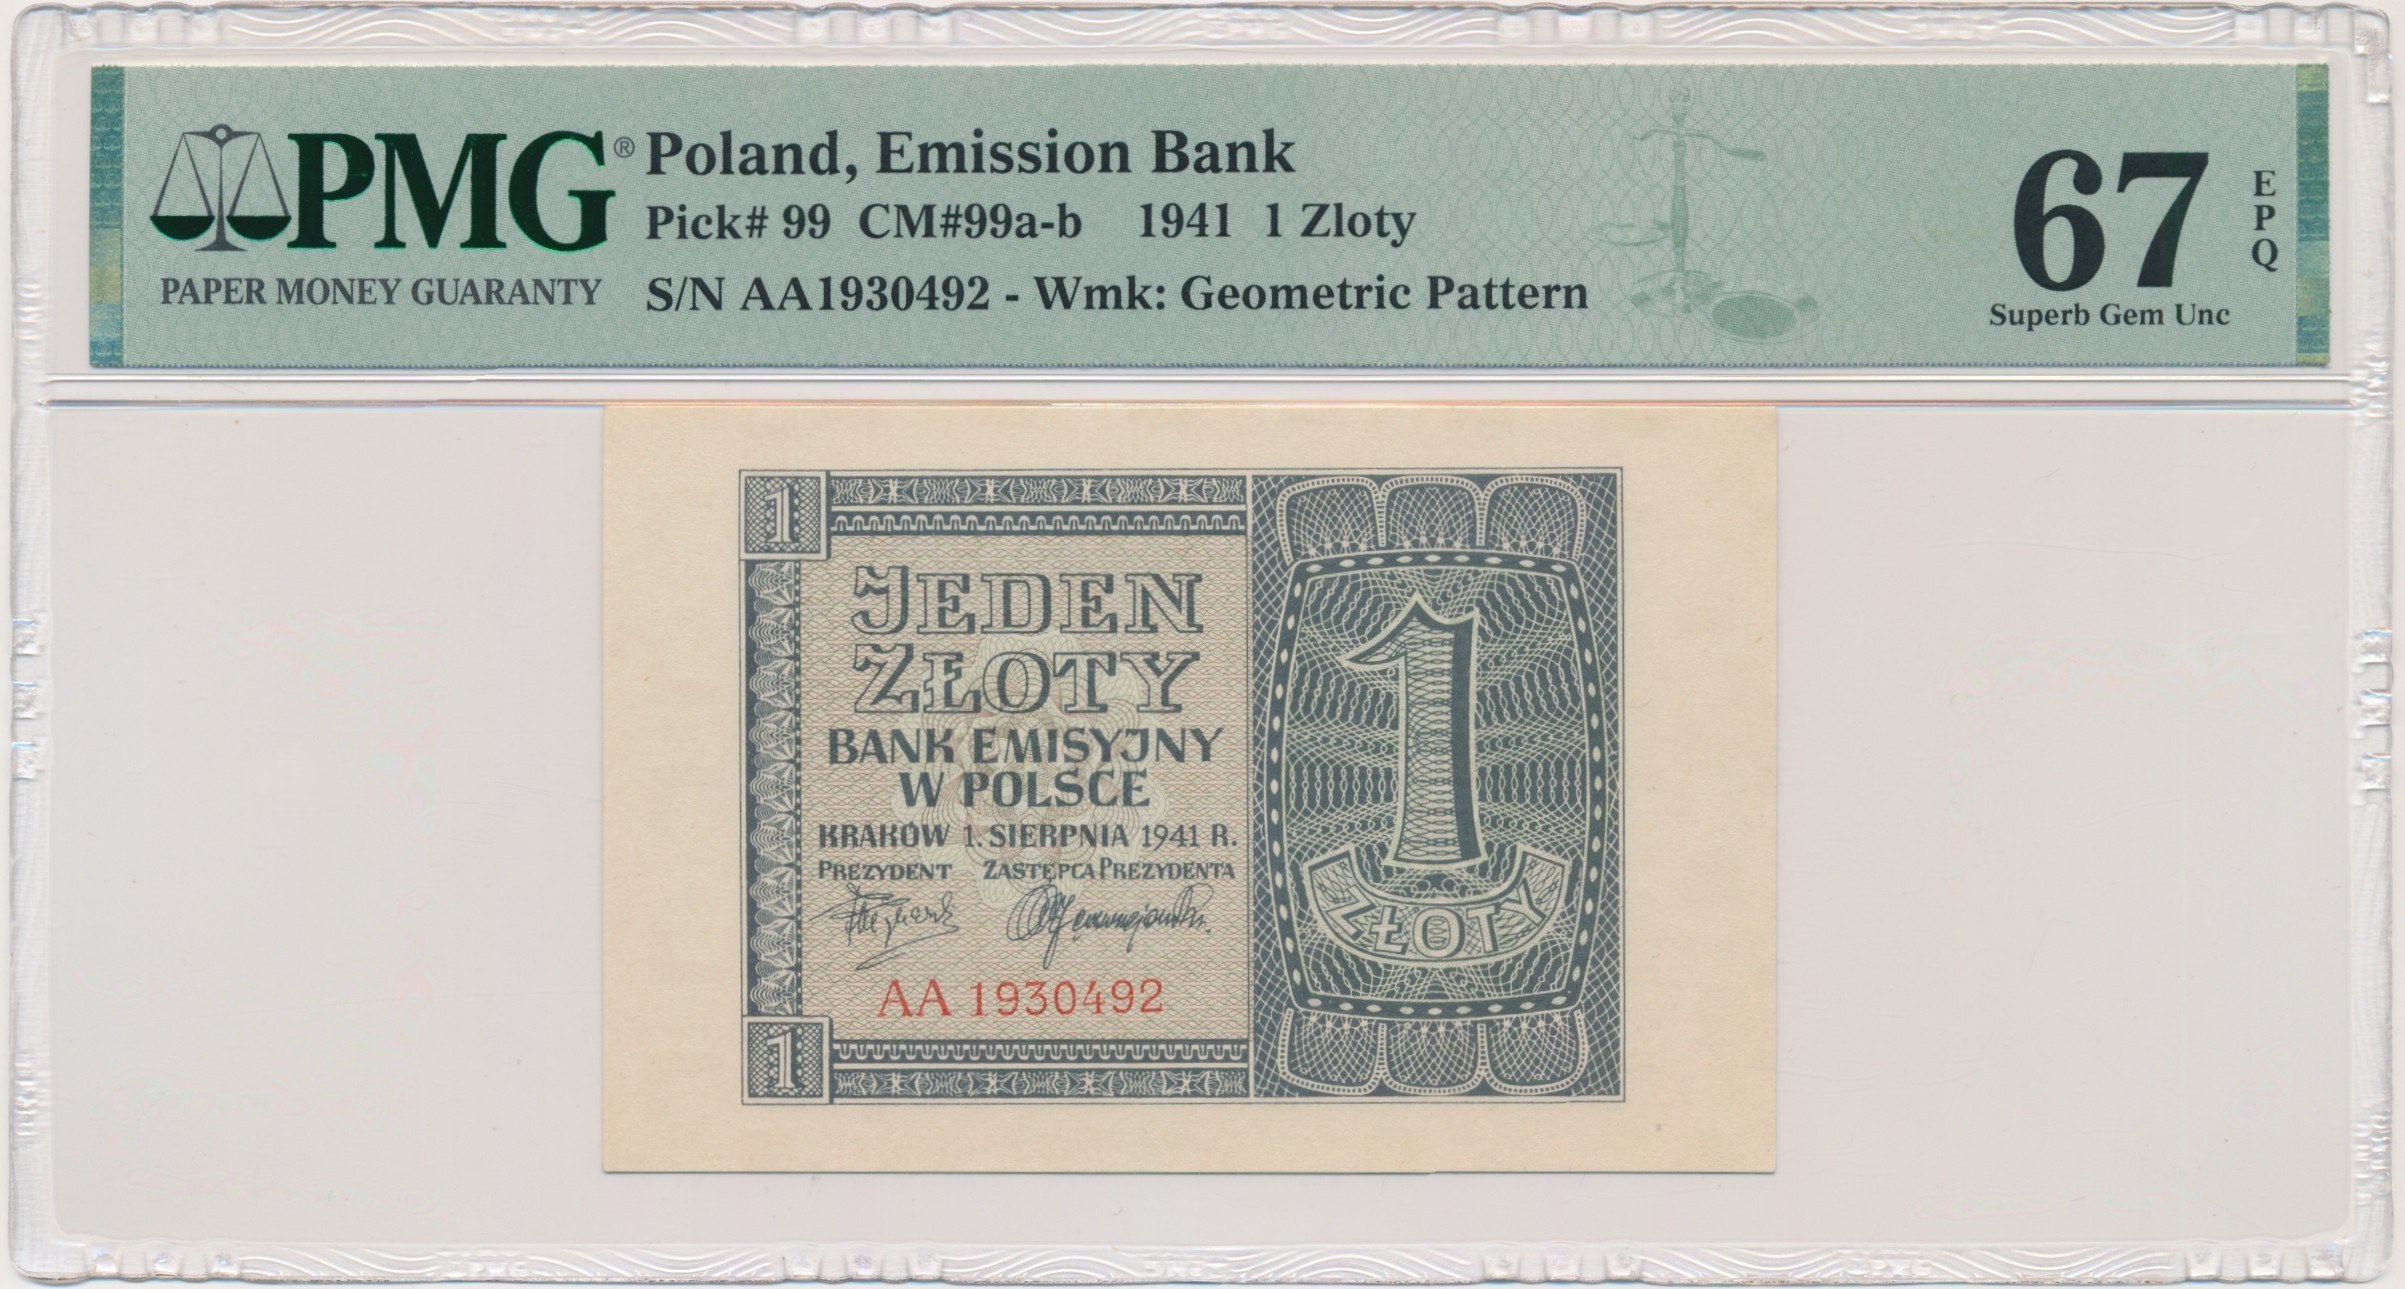 PMG®
PAPER MONEY GUARANTY
Poland, Emission Bank
Pick# 99 CM#99a-b 1941 1 Zloty
S/N AA1930492 - Wmk: Geometric Pattern
67
EPQ
Superb Gem Unc
1
JEDEN
ZŁOTY
BANK EMISYJNY
W POLSCE
KRAKÓW 1. SIERPNIA 1941 R.
PREZYDENT ZASTĘPCA PREZYDENTA
AA 1930492
1
1
ZŁOTY